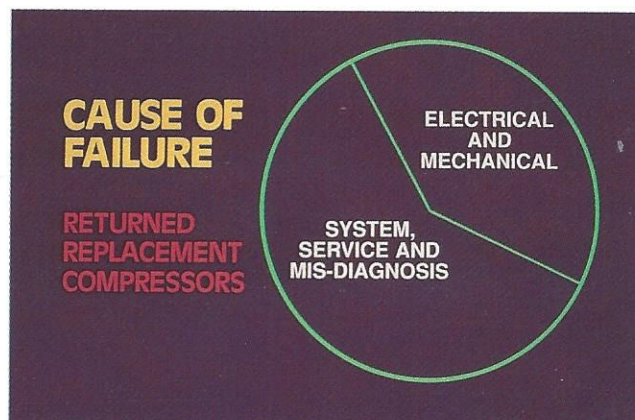 CAUSE OF
FAILURE
RETURNED
REPLACEMENT
COMPRESSORS
ELECTRICAL
AND
MECHANICAL
SYSTEM,
SERVICE AND
MIS-DIAGNOSIS